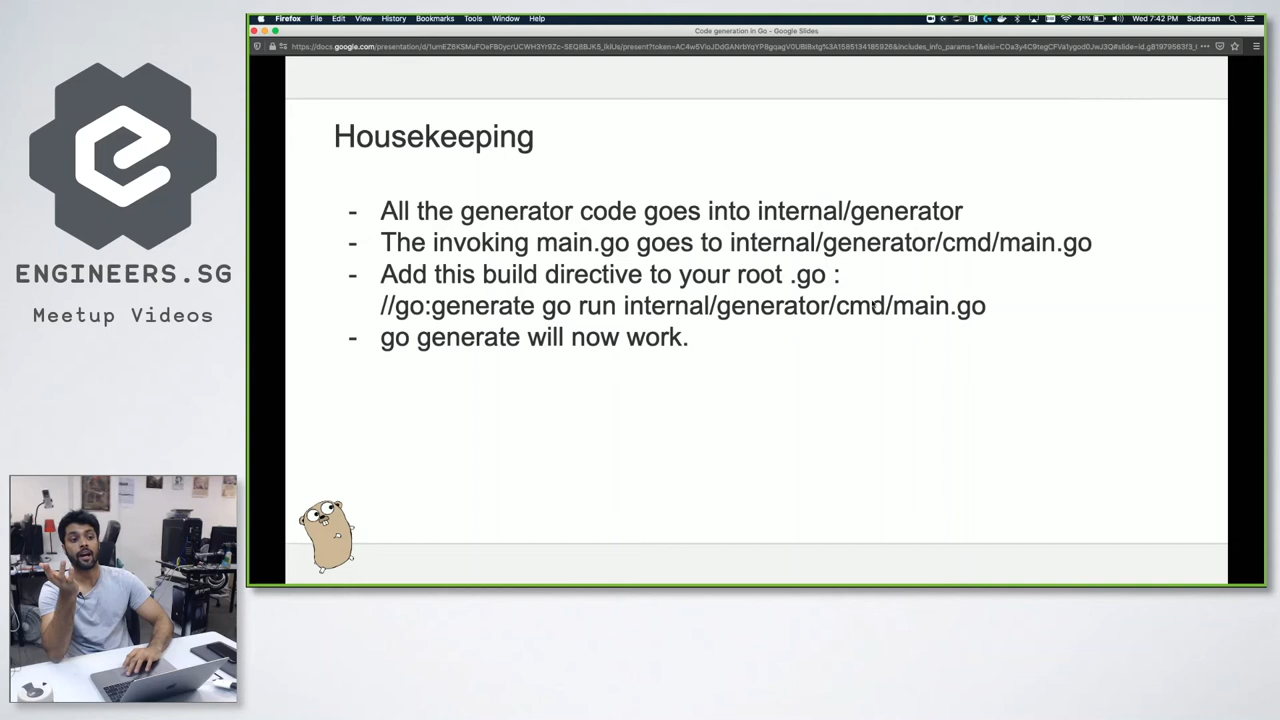 Firefox File Edit View History Bookmarks Tools Window Help 45% Wed 7:42 PM Sudarsan
Code generation in Go - Google Slides
Housekeeping
- All the generator code goes into internal/generator
- The invoking main.go goes to internal/generator/cmd/main.go
- Add this build directive to your root .go :
//go:generate go run internal/generator/cmd/main.go
- go generate will now work.
ENGINEERS.SG
Meetup Videos